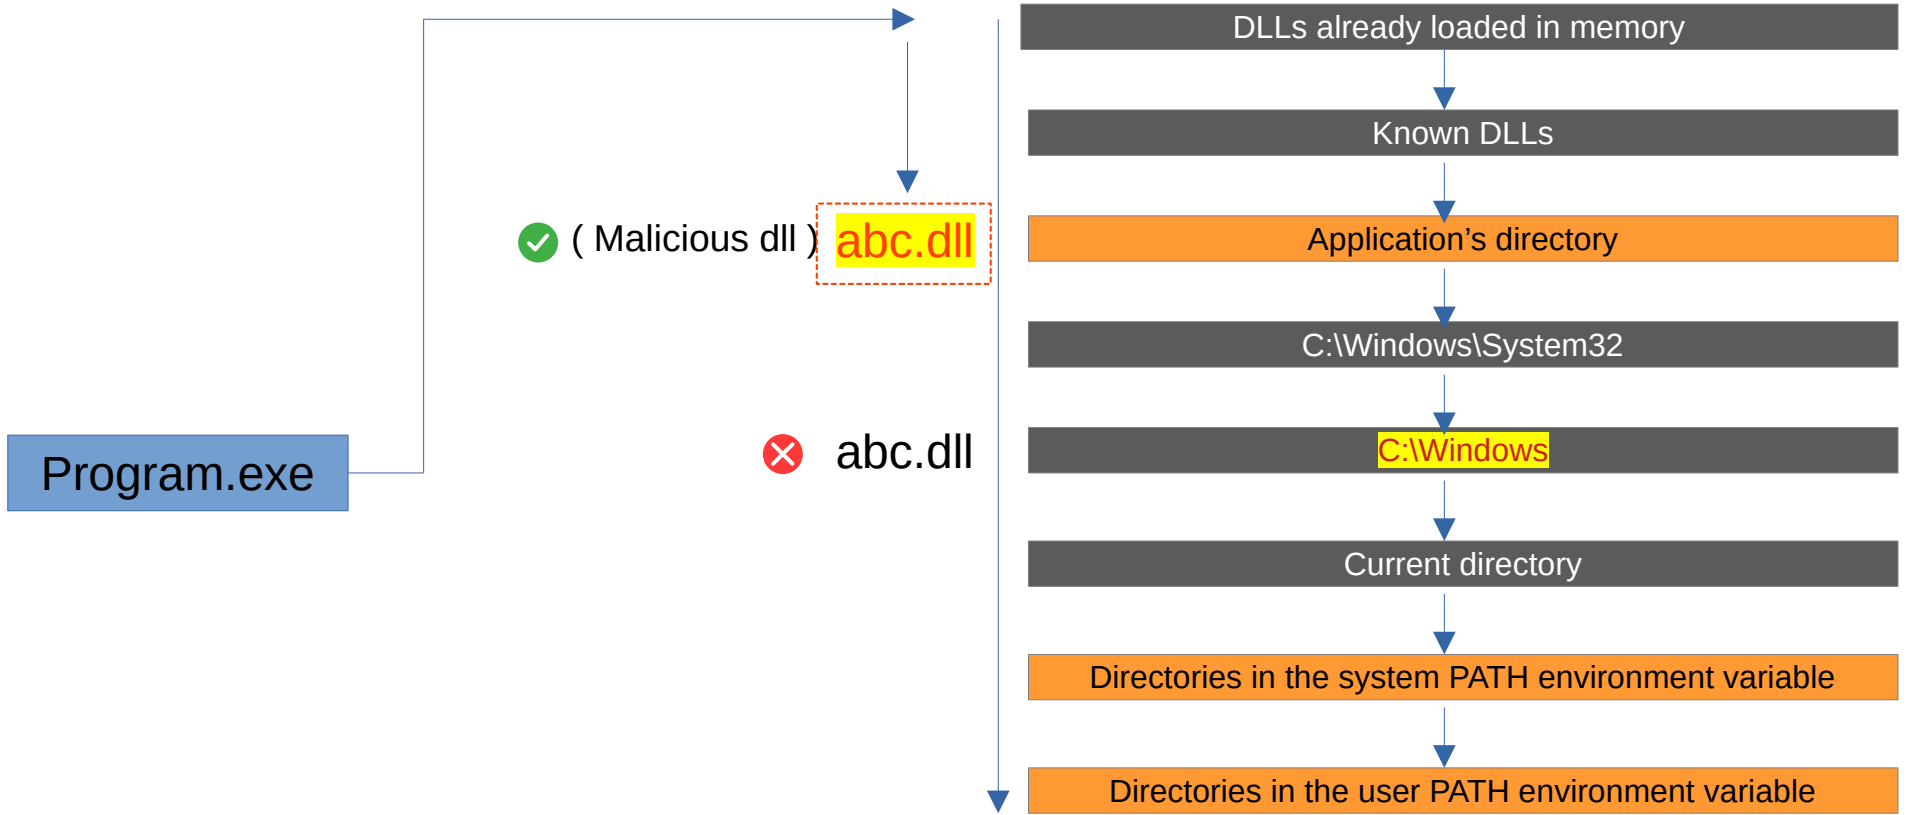 DLLs already loaded in memory
Known DLLs
( Malicious dll ) abc.dll
Application’s directory
C:\Windows\System32
abc.dll
C:\Windows
Program.exe
Current directory
Directories in the system PATH environment variable
Directories in the user PATH environment variable